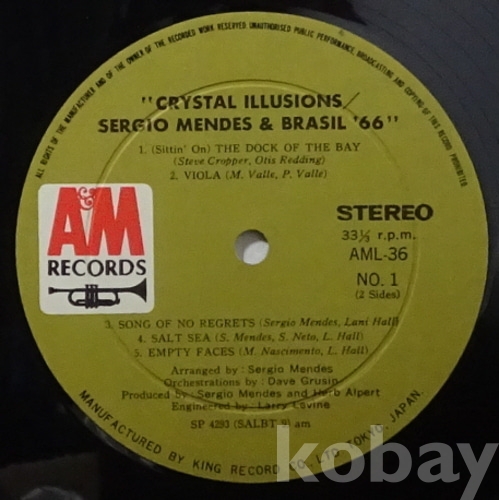 ALL RIGHTS OF THE MANUFACTURER AND OF THE OWNER OF THE RECORDED WORK RESERVED. UNAUTHORISED PUBLIC PERFORMANCE, BROADCASTING AND COPYING OF THIS RECORD PROHIBITED.
"CRYSTAL ILLUSIONS
SERGIO MENDES & BRASIL '66"
1. (Sittin' On) THE DOCK OF THE BAY
(Steve Cropper, Otis Redding)
2. VIOLA (M. Valle, P. Valle)
A&M
RECORDS
STEREO
33⅓ r.p.m.
AML-36
NO. 1
(2 Sides)
3. SONG OF NO REGRETS (Sergio Mendes, Lani Hall)
4. SALT SEA (S. Mendes, S. Neto, L. Hall)
5. EMPTY FACES (M. Nascimento, L. Hall)
Arranged by : Sergio Mendes
Orchestrations by : Dave Grusin
Produced by : Sergio Mendes and Herb Alpert
Engineered by : Larry Levine
SP 4293 (SALBT-9) am
MANUFACTURED BY KING RECORD CO., LTD. TOKYO, JAPAN.
kobay